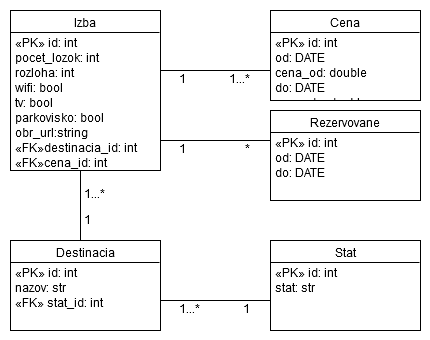 Izba
«PK» id: int
pocet_lozok: int
rozloha: int
wifi: bool
tv: bool
parkovisko: bool
obr_url:string
«FK»destinacia_id: int
«FK»cena_id: int
Cena
«PK» id: int
od: DATE
cena_od: double
do: DATE
1
1...*
Rezervovane
«PK» id: int
od: DATE
do: DATE
1
*
1...*
1
Destinacia
«PK» id: int
nazov: str
«FK» stat_id: int
Stat
«PK» id: int
stat: str
1...*
1